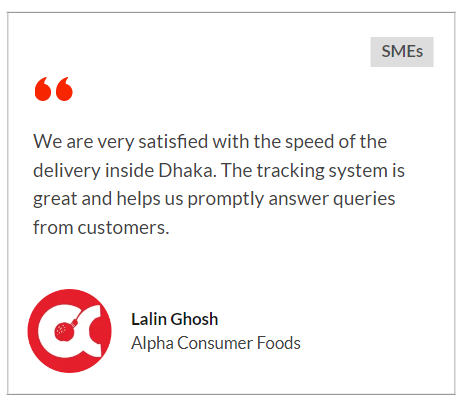 SMEs
We are very satisfied with the speed of the
delivery inside Dhaka. The tracking system is
great and helps us promptly answer queries
from customers.
Lalin Ghosh
Alpha Consumer Foods